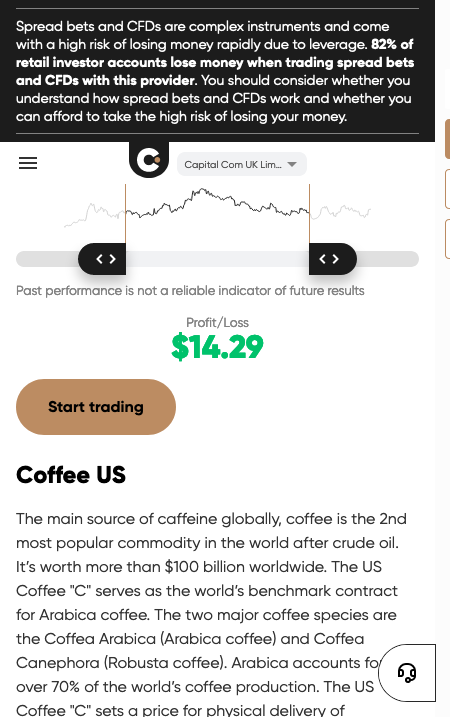 Spread bets and CFDs are complex instruments and come
with a high risk of losing money rapidly due to leverage. 82% of
retail investor accounts lose money when trading spread bets
and CFDs with this provider. You should consider whether you
understand how spread bets and CFDs work and whether you
can afford to take the high risk of losing your money.
Capital Com UK Lim...
Past performance is not a reliable indicator of future results
Profit/Loss
$14.29
Start trading
Coffee US
The main source of caffeine globally, coffee is the 2nd
most popular commodity in the world after crude oil.
It’s worth more than $100 billion worldwide. The US
Coffee "C" serves as the world’s benchmark contract
for Arabica coffee. The two major coffee species are
the Coffea Arabica (Arabica coffee) and Coffea
Canephora (Robusta coffee). Arabica accounts fo
over 70% of the world’s coffee production. The US
Coffee "C" sets a price for physical delivery of